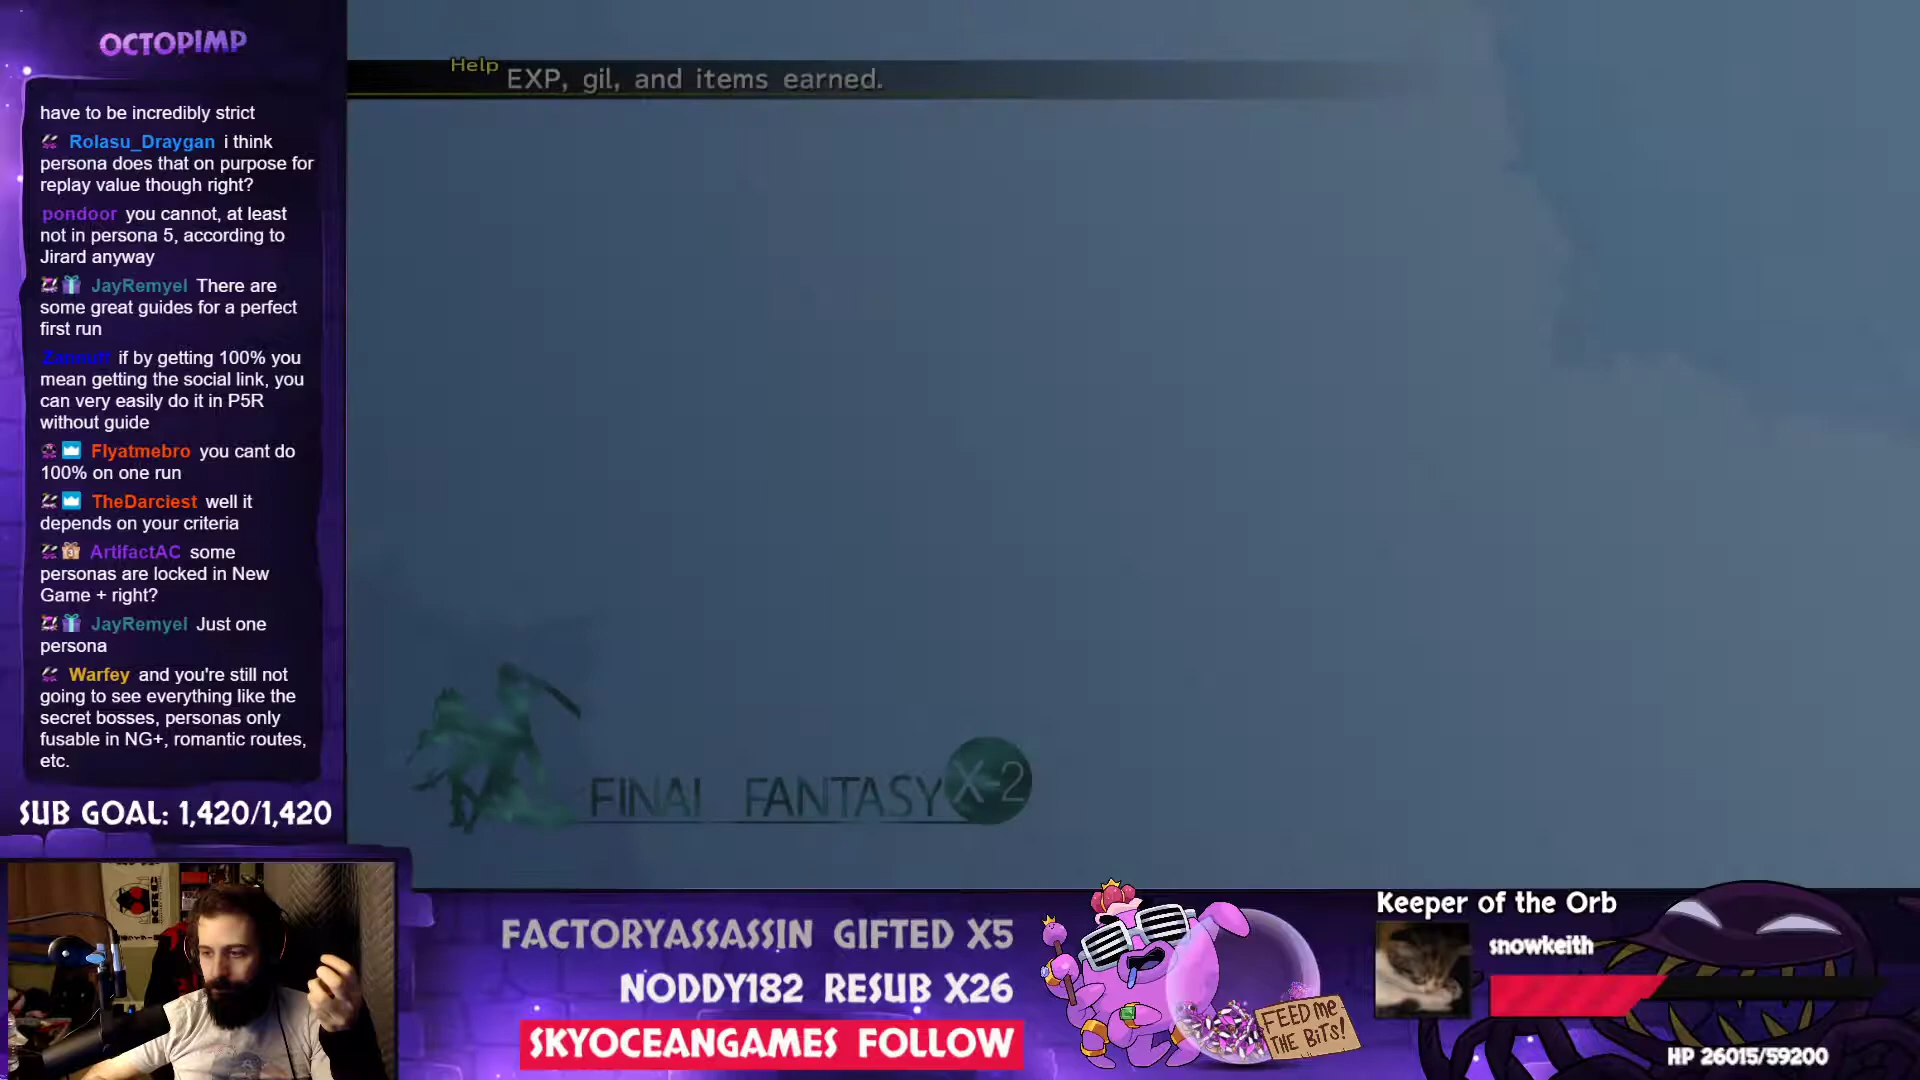 OCTOPIMP
have to be incredibly strict
Rolasu_Draygan i think
persona does that on purpose for
replay value though right?
pondoor you cannot, at least
not in persona 5, according to
Jirard anyway
JayRemyel There are
some great guides for a perfect
first run
Zannuff if by getting 100% you
mean getting the social link, you
can very easily do it in P5R
without guide
Flyatmebro you cant do
100% on one run
TheDarciest well it
depends on your criteria
ArtifactAC some
personas are locked in New
Game + right?
JayRemyel Just one
persona
Warfey and you're still not
going to see everything like the
secret bosses, personas only
fusable in NG+, romantic routes,
etc.
SUB GOAL: 1,420/1,420
Help
EXP, gil, and items earned.
FINAL FANTASY X-2
FACTORYASSASSIN GIFTED X5
NODDY182 RESUB X26
SKYOCEANGAMES FOLLOW
FEED ME
THE BITS!
Keeper of the Orb
snowkeith
HP 26015/59200